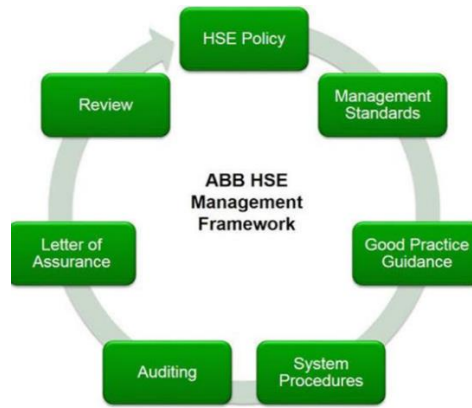 HSE Policy
Management
Standards
Good Practice
Guidance
System
Procedures
Auditing
Letter of
Assurance
Review
ABB HSE
Management
Framework